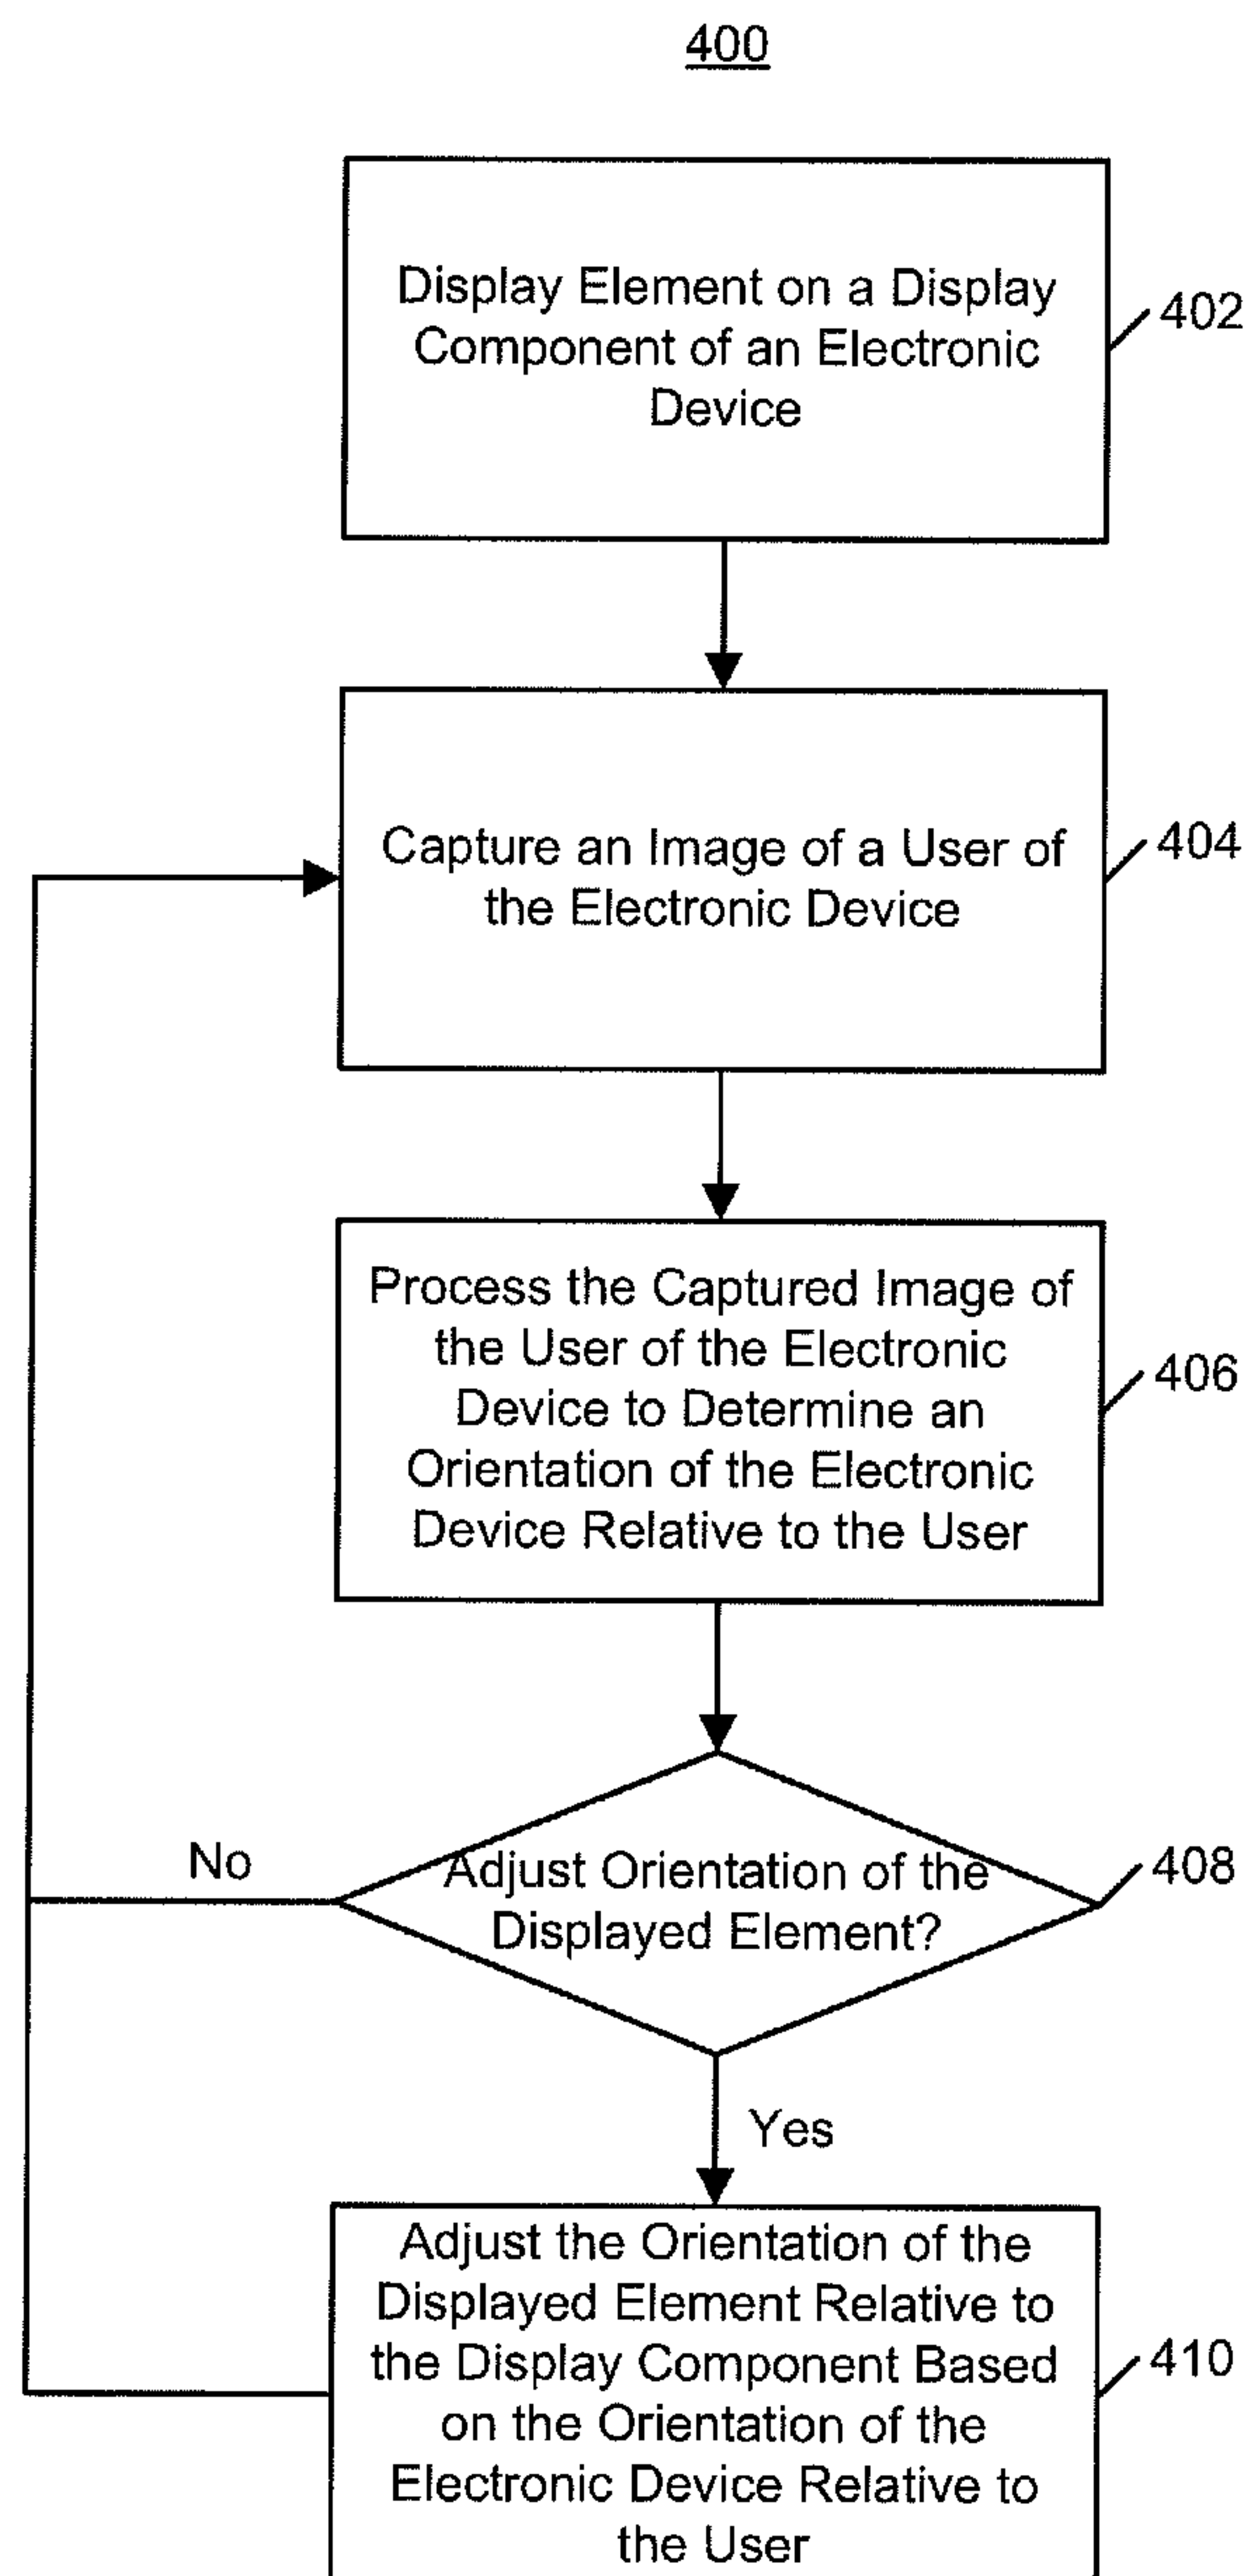 400
Display Element on a Display
Component of an Electronic
Device
402
Capture an Image of a User of
the Electronic Device
404
Process the Captured Image of
the User of the Electronic
Device to Determine an
Orientation of the Electronic
Device Relative to the User
406
Adjust Orientation of the
Displayed Element?
408
No
Yes
Adjust the Orientation of the
Displayed Element Relative to
the Display Component Based
on the Orientation of the
Electronic Device Relative to
the User
410